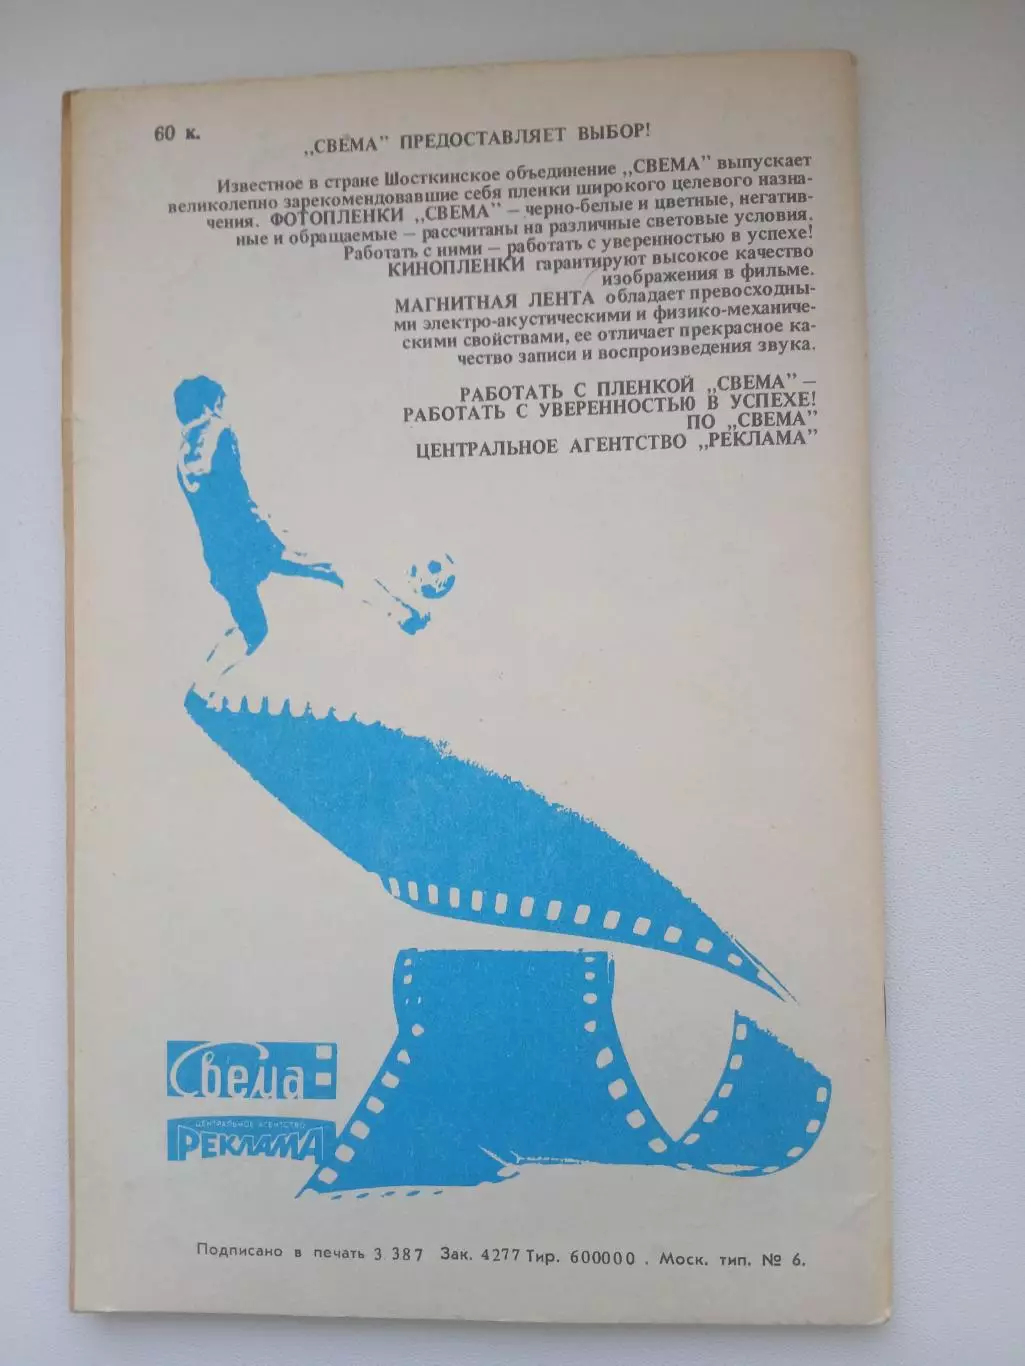 60 к.
„СВЕМА” ПРЕДОСТАВЛЯЕТ ВЫБОР!
Известное в стране Шосткинское объединение „СВЕМА” выпускает
великолепно зарекомендовавшие себя пленки широкого целевого назна-
чения. ФОТОПЛЕНКИ „СВЕМА” – черно-белые и цветные, негатив-
ные и обращаемые – рассчитаны на различные световые условия.
Работать с ними – работать с уверенностью в успехе!
КИНОПЛЕНКИ гарантируют высокое качество
изображения в фильме.
МАГНИТНАЯ ЛЕНТА обладает превосходны-
ми электро-акустическими и физико-механиче-
скими свойствами, ее отличает прекрасное ка-
чество записи и воспроизведения звука.
РАБОТАТЬ С ПЛЕНКОЙ „СВЕМА” –
РАБОТАТЬ С УВЕРЕННОСТЬЮ В УСПЕХЕ!
ПО „СВЕМА”
ЦЕНТРАЛЬНОЕ АГЕНТСТВО „РЕКЛАМА”
Свема
ЦЕНТРАЛЬНОЕ АГЕНТСТВО
РЕКЛАМА
Подписано в печать 3.387 Зак. 4277 Тир. 600000 . Моск. тип. № 6.